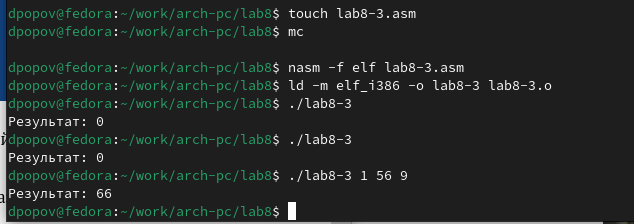 dpopov@fedora:~/work/arch-pc/lab8$ touch lab8-3.asm
dpopov@fedora:~/work/arch-pc/lab8$ mc
dpopov@fedora:~/work/arch-pc/lab8$ nasm -f elf lab8-3.asm
dpopov@fedora:~/work/arch-pc/lab8$ ld -m elf_i386 -o lab8-3 lab8-3.o
dpopov@fedora:~/work/arch-pc/lab8$ ./lab8-3
Результат: 0
dpopov@fedora:~/work/arch-pc/lab8$ ./lab8-3
Результат: 0
dpopov@fedora:~/work/arch-pc/lab8$ ./lab8-3 1 56 9
Результат: 66
dpopov@fedora:~/work/arch-pc/lab8$